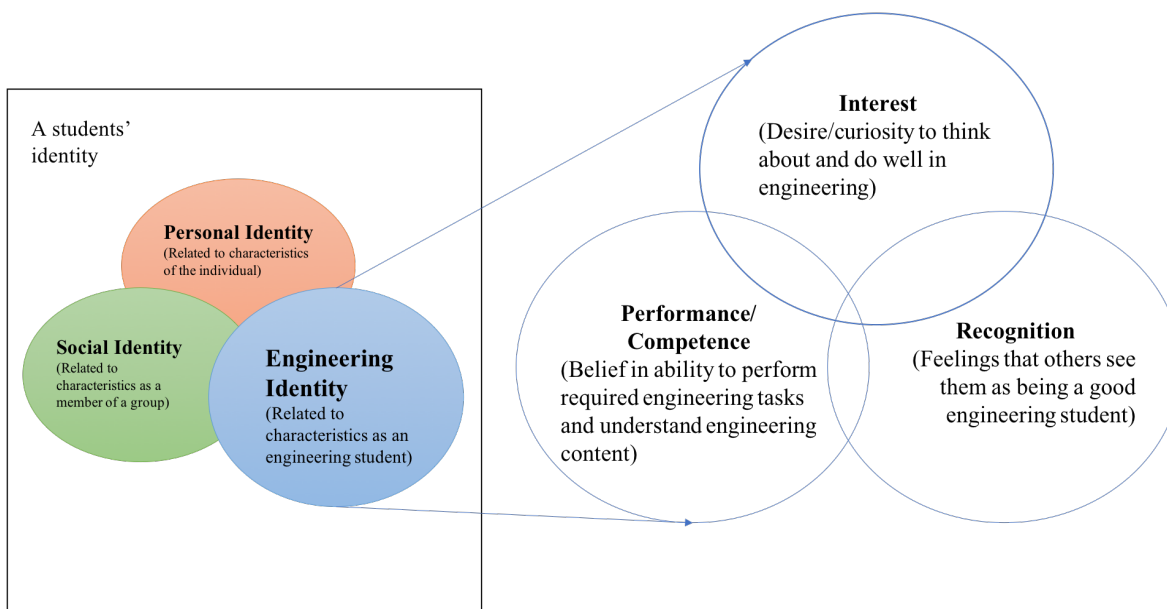 A students’
identity
Personal Identity
(Related to characteristics
of the individual)
Social Identity
(Related to
characteristics as a
member of a group)
Engineering
Identity
(Related to
characteristics as an
engineering student)
Interest
(Desire/curiosity to think
about and do well in
engineering)
Performance/
Competence
(Belief in ability to perform
required engineering tasks
and understand engineering
content)
Recognition
(Feelings that others see
them as being a good
engineering student)